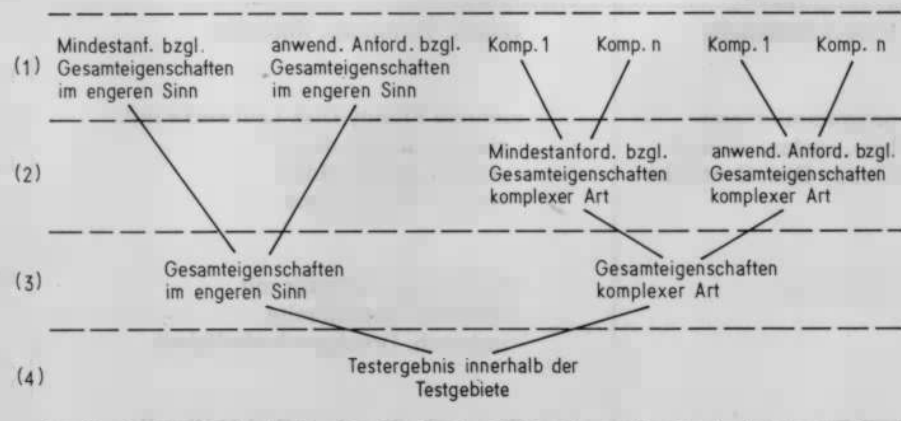 (1)
Mindestanf. bzgl.
Gesamteigenschaften
im engeren Sinn
anwend. Anford. bzgl.
Gesamteigenschaften
im engeren Sinn
Komp. 1
Komp. n
Komp. 1
Komp. n
(2)
Mindestanford. bzgl.
Gesamteigenschaften
komplexer Art
anwend. Anford. bzgl.
Gesamteigenschaften
komplexer Art
(3)
Gesamteigenschaften
im engeren Sinn
Gesamteigenschaften
komplexer Art
(4)
Testergebnis innerhalb der
Testgebiete